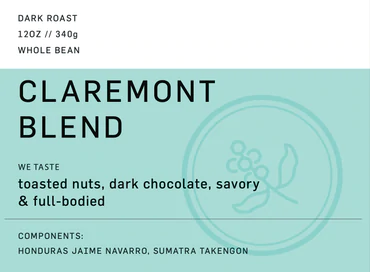 DARK ROAST
12OZ // 340g
WHOLE BEAN
CLAREMONT
BLEND
WE TASTE
toasted nuts, dark chocolate, savory
& full-bodied
COMPONENTS:
HONDURAS JAIME NAVARRO, SUMATRA TAKENGON